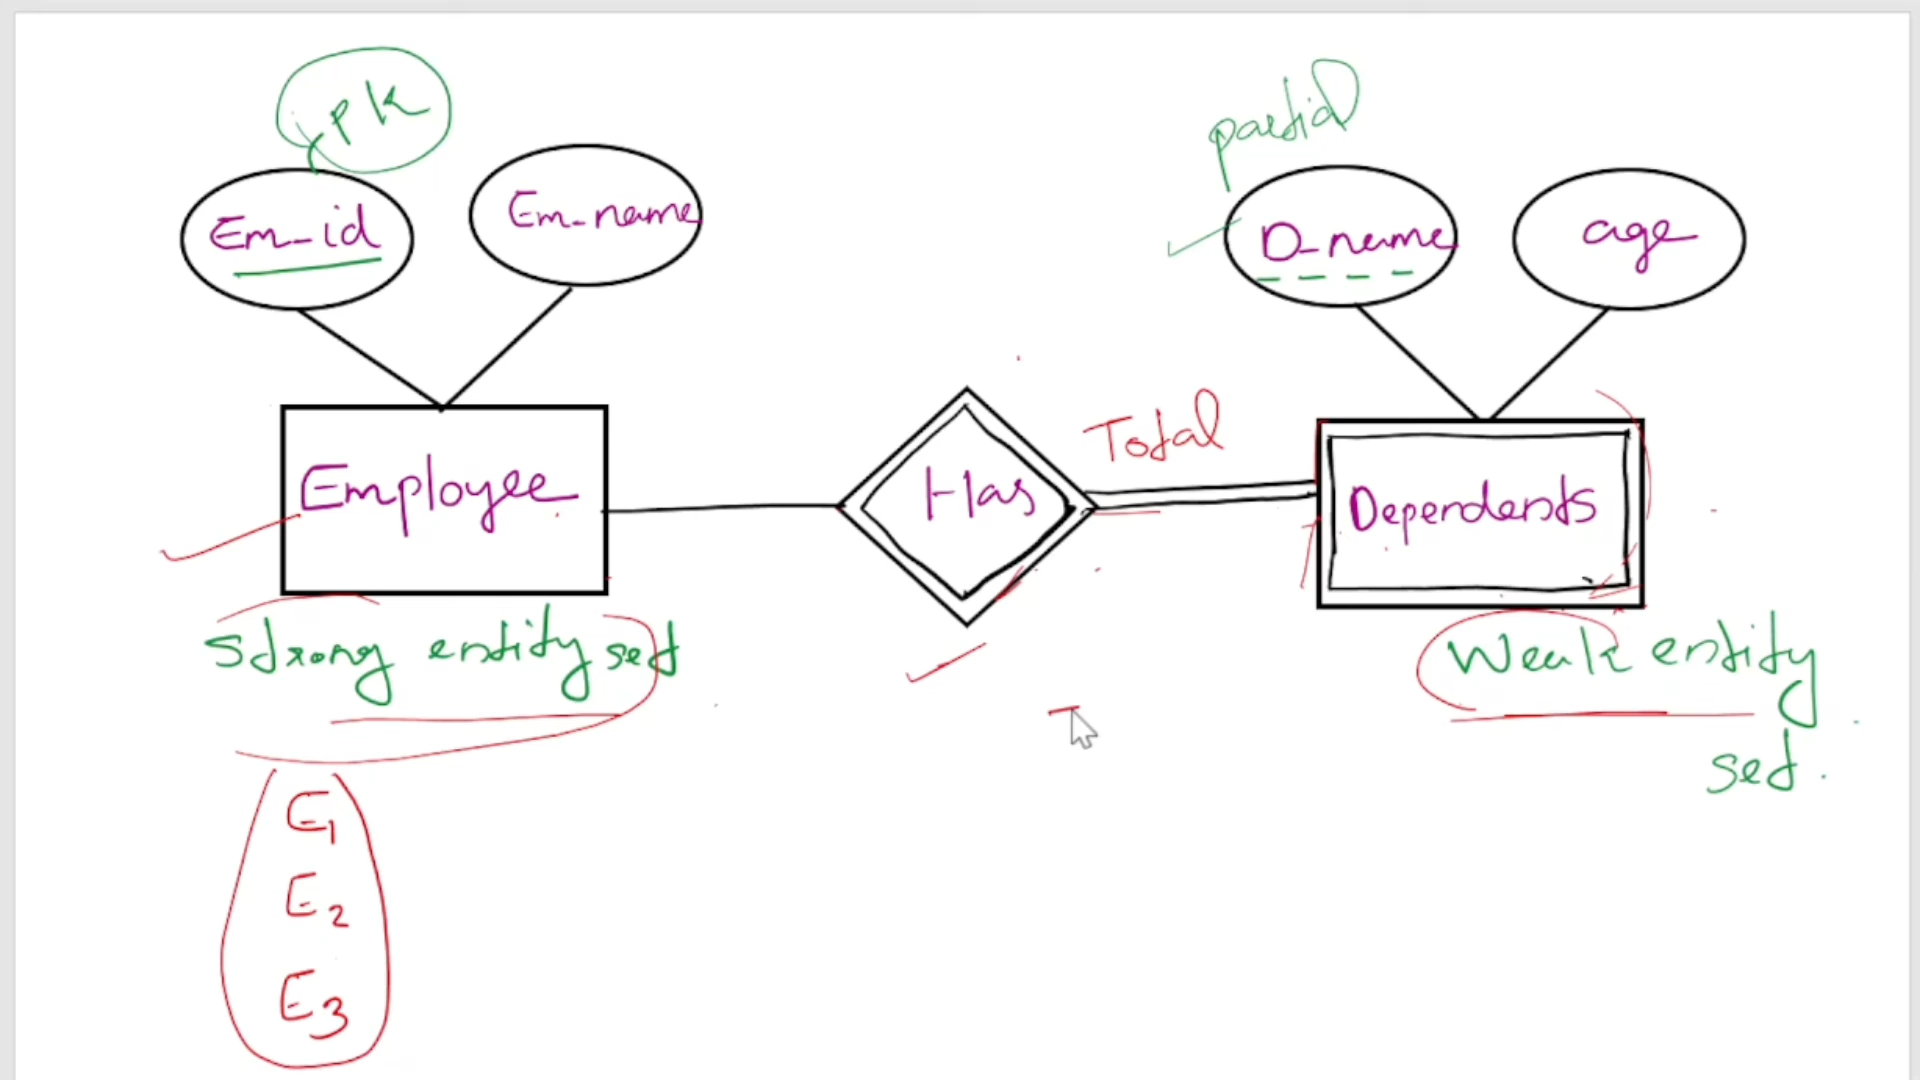 PK
partial
Em_id
Em_name
D_name
age
Employee
Has
Total
Dependents
Strong entity set
Weak entity
set.
E1
E2
E3